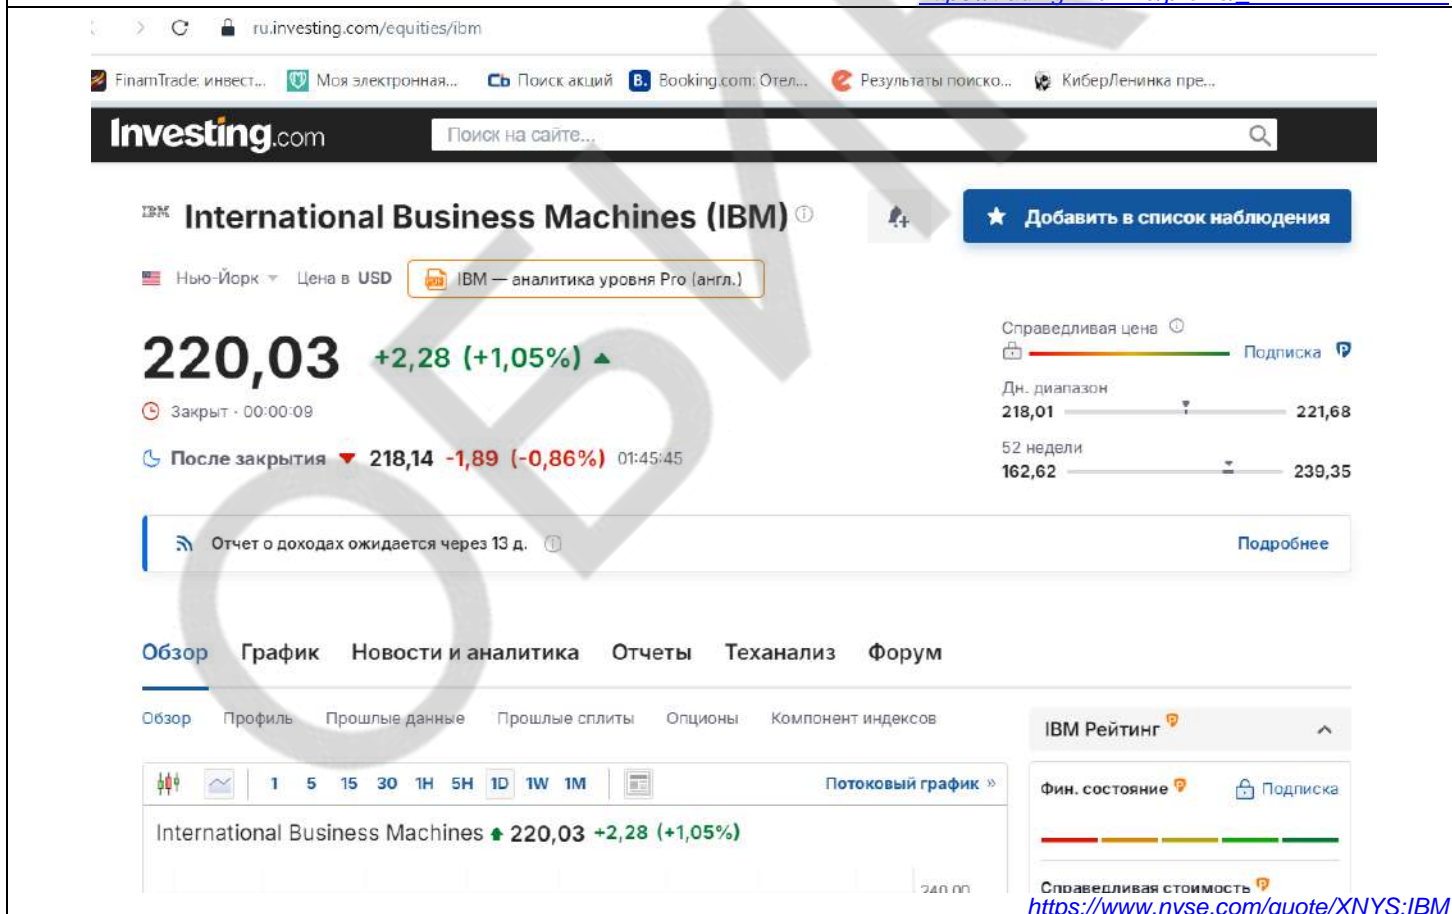 ru.investing.com/equities/ibm
FinamTrade: инвест... Моя электронная... Сb Поиск акций B. Booking.com: Отел... Результаты поиско... КиберЛенинка пре...
Investing.com Поиск на сайте...
IBM International Business Machines (IBM) Добавить в список наблюдения
Нью-Йорк Цена в USD IBM — аналитика уровня Pro (англ.)
220,03 +2,28 (+1,05%)
Закрыт · 00:00:09
После закрытия 218,14 -1,89 (-0,86%) 01:45:45
Справедливая цена
Подписка
Дн. диапазон
218,01 221,68
52 недели
162,62 239,35
Отчет о доходах ожидается через 13 д. Подробнее
Обзор График Новости и аналитика Отчеты Теханализ Форум
Обзор Профиль Прошлые данные Прошлые сплиты Опционы Компонент индексов
1 5 15 30 1H 5H 1D 1W 1M Потоковый график »
International Business Machines 220,03 +2,28 (+1,05%)
240,00
IBM Рейтинг
Фин. состояние Подписка
Справедливая стоимость
https://www.nyse.com/quote/XNYS:IBM